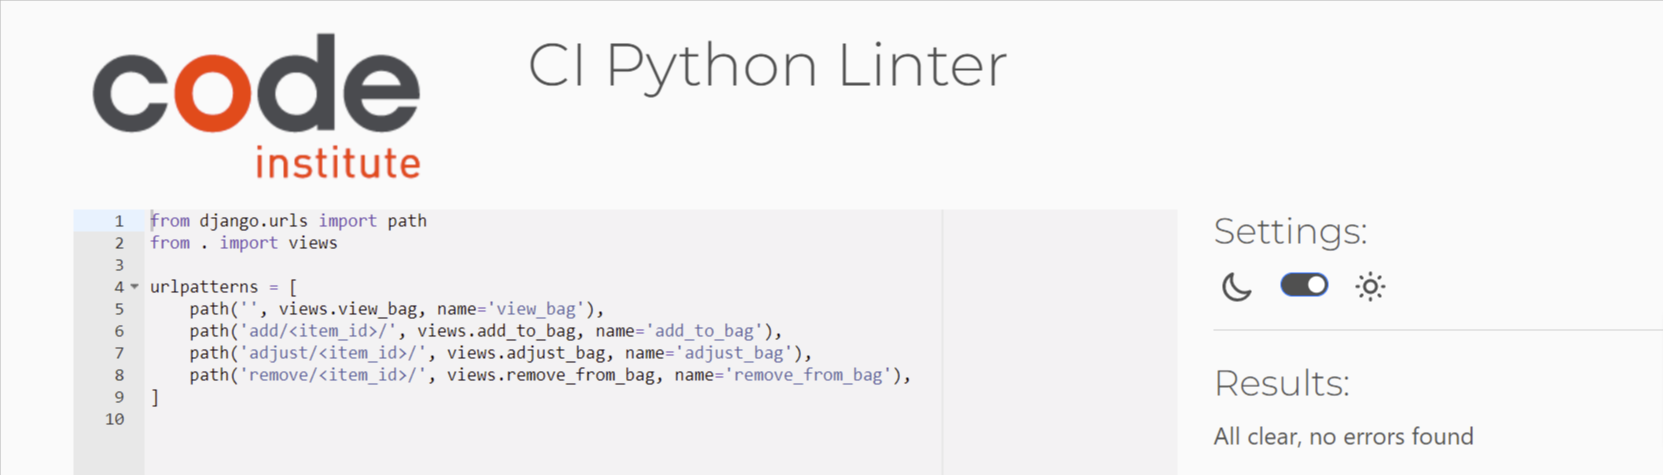 code
institute
CI Python Linter
1 from django.urls import path
2 from . import views
3
4 urlpatterns = [
5     path('', views.view_bag, name='view_bag'),
6     path('add/<item_id>/', views.add_to_bag, name='add_to_bag'),
7     path('adjust/<item_id>/', views.adjust_bag, name='adjust_bag'),
8     path('remove/<item_id>/', views.remove_from_bag, name='remove_from_bag'),
9 ]
10
Settings:
Results:
All clear, no errors found